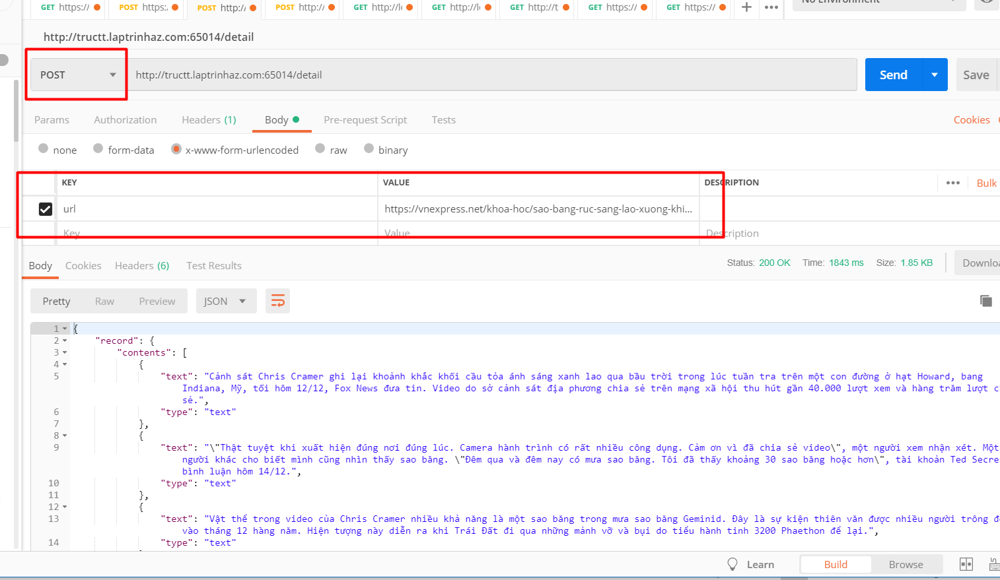 GET https:/
POST https:/
POST http:/
POST http:/
GET http://l
GET http://l
GET http://t
GET https:/
GET https:/
No Environment
http://tructt.laptrinhaz.com:65014/detail
POST http://tructt.laptrinhaz.com:65014/detail Send Save
Params Authorization Headers (1) Body Pre-request Script Tests Cookies
none form-data x-www-form-urlencoded raw binary
KEY VALUE DESCRIPTION ••• Bulk
url https://vnexpress.net/khoa-hoc/sao-bang-ruc-sang-lao-xuong-khi...
Key Value Description
Body Cookies Headers (6) Test Results Status: 200 OK Time: 1843 ms Size: 1.85 KB Downlo
Pretty Raw Preview JSON
1 {
2 "record": {
3 "contents": [
4 {
5 "text": "Cảnh sát Chris Cramer ghi lại khoảnh khắc khối cầu tỏa ánh sáng xanh lao qua bầu trời trong lúc tuần tra trên một con đường ở hạt Howard, bang
Indiana, Mỹ, tối hôm 12/12, Fox News đưa tin. Video do sở cảnh sát địa phương chia sẻ trên mạng xã hội thu hút gần 40.000 lượt xem và hàng trăm lượt c
sẻ.",
6 "type": "text"
7 },
8 {
9 "text": "\"Thật tuyệt khi xuất hiện đúng nơi đúng lúc. Camera hành trình có rất nhiều công dụng. Cảm ơn vì đã chia sẻ video\", một người xem nhận xét. Một
người khác cho biết mình cũng nhìn thấy sao băng. \"Đêm qua và đêm nay có mưa sao băng. Tôi đã thấy khoảng 30 sao băng hoặc hơn\", tài khoản Ted Secre
bình luận hôm 14/12.",
10 "type": "text"
11 },
12 {
13 "text": "Vật thể trong video của Chris Cramer nhiều khả năng là một sao băng trong mưa sao băng Geminid. Đây là sự kiện thiên văn được nhiều người trông đ
vào tháng 12 hàng năm. Hiện tượng này diễn ra khi Trái Đất đi qua những mảnh vỡ và bụi do tiểu hành tinh 3200 Phaethon để lại.",
14 "type": "text"
Learn Build Browse